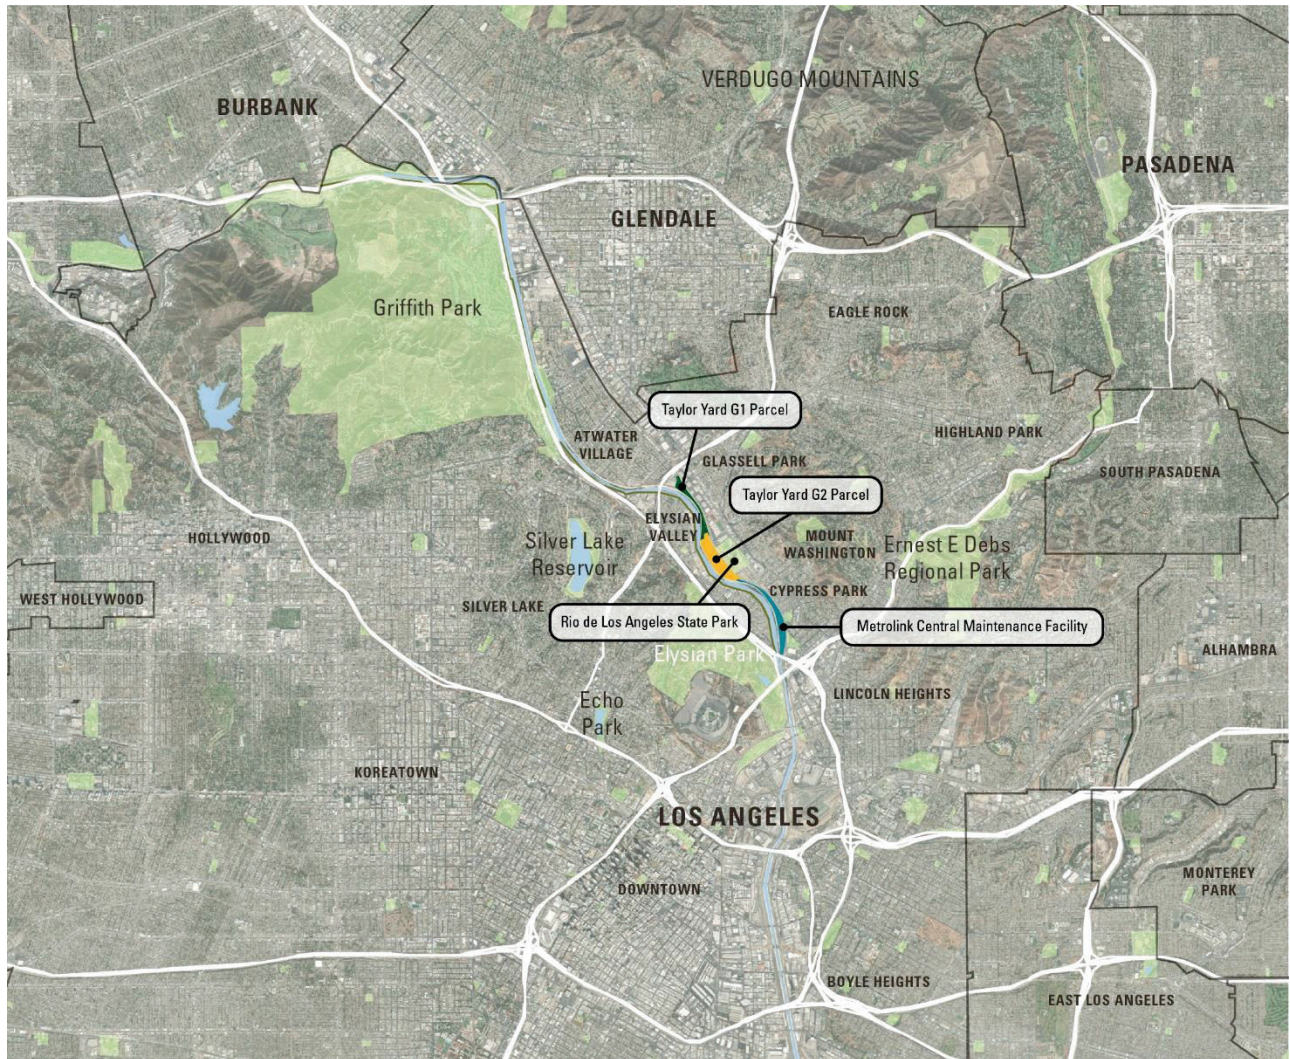 VERDUGO MOUNTAINS
BURBANK
PASADENA
GLENDALE
Griffith Park
EAGLE ROCK
Taylor Yard G1 Parcel
ATWATER
VILLAGE
HIGHLAND PARK
GLASSELL PARK
SOUTH PASADENA
Taylor Yard G2 Parcel
ELYSIAN
VALLEY
HOLLYWOOD
Silver Lake
Reservoir
MOUNT
WASHINGTON
Ernest E Debs
Regional Park
CYPRESS PARK
WEST HOLLYWOOD
SILVER LAKE
Rio de Los Angeles State Park
Metrolink Central Maintenance Facility
Elysian Park
ALHAMBRA
LINCOLN HEIGHTS
Echo
Park
KOREATOWN
LOS ANGELES
DOWNTOWN
MONTEREY
PARK
BOYLE HEIGHTS
EAST LOS ANGELES